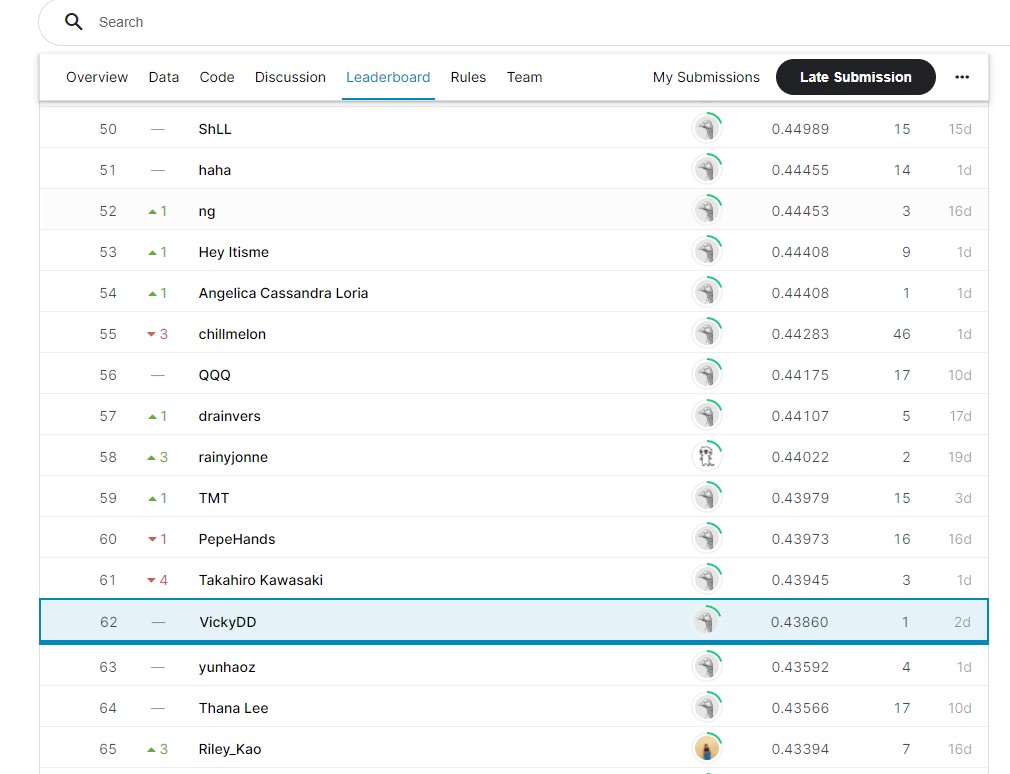 Search
Overview Data Code Discussion Leaderboard Rules Team My Submissions Late Submission ...
50 — ShLL 0.44989 15 15d
51 — haha 0.44455 14 1d
52 ▲1 ng 0.44453 3 16d
53 ▲1 Hey Itisme 0.44408 9 1d
54 ▲1 Angelica Cassandra Loria 0.44408 1 1d
55 ▼3 chillmelon 0.44283 46 1d
56 — QQQ 0.44175 17 10d
57 ▲1 drainvers 0.44107 5 17d
58 ▲3 rainyjonne 0.44022 2 19d
59 ▲1 TMT 0.43979 15 3d
60 ▼1 PepeHands 0.43973 16 16d
61 ▼4 Takahiro Kawasaki 0.43945 3 1d
62 — VickyDD 0.43860 1 2d
63 — yunhaoz 0.43592 4 1d
64 — Thana Lee 0.43566 17 10d
65 ▲3 Riley_Kao 0.43394 7 16d